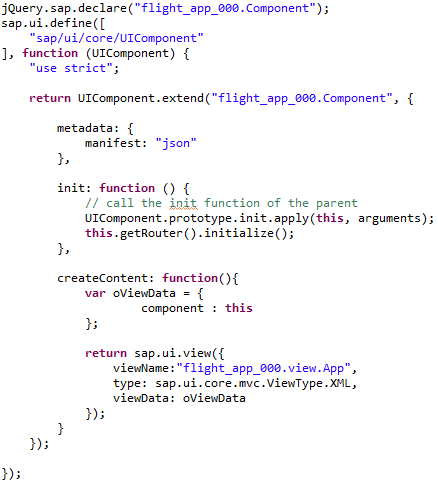 jQuery.sap.declare("flight_app_000.Component");
sap.ui.define([
    "sap/ui/core/UIComponent"
], function (UIComponent) {
    "use strict";

    return UIComponent.extend("flight_app_000.Component", {

        metadata: {
            manifest: "json"
        },

        init: function () {
            // call the init function of the parent
            UIComponent.prototype.init.apply(this, arguments);
            this.getRouter().initialize();
        },

        createContent: function(){
            var oViewData = {
                    component : this
            };

            return sap.ui.view({
                viewName:"flight_app_000.view.App",
                type: sap.ui.core.mvc.ViewType.XML,
                viewData: oViewData
            });
        }
    });

});